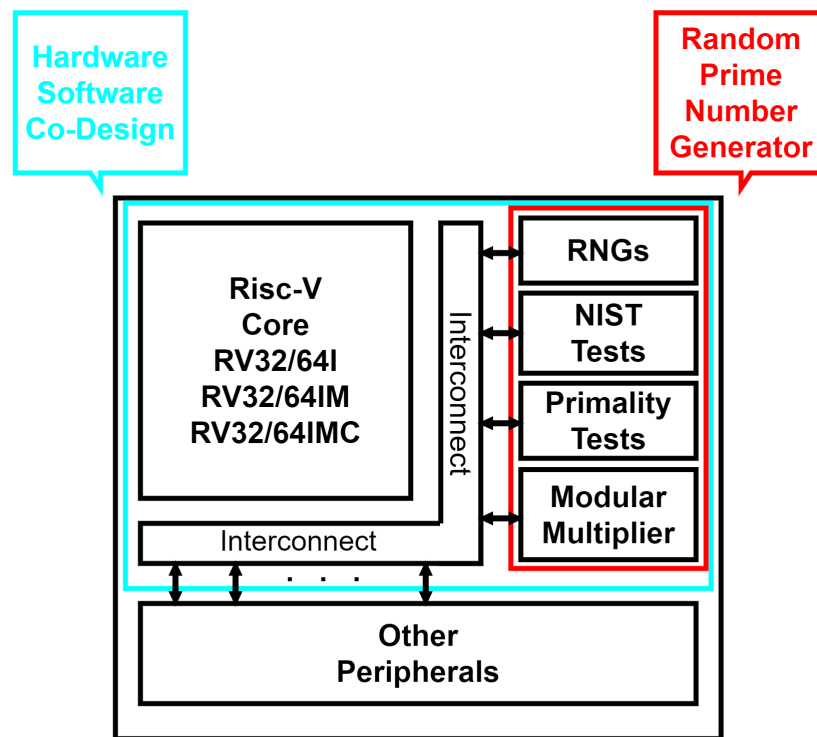 Hardware
Software
Co-Design
Random
Prime
Number
Generator
Risc-V
Core
RV32/64I
RV32/64IM
RV32/64IMC
Interconnect
Interconnect
RNGs
NIST
Tests
Primality
Tests
Modular
Multiplier
. . .
Other
Peripherals